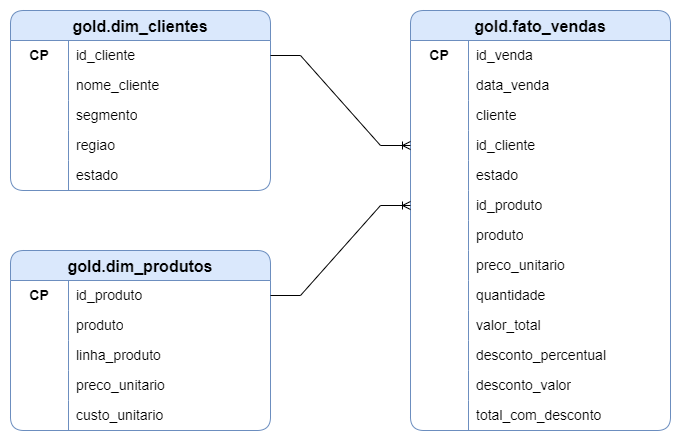 gold.dim_clientes
CP id_cliente
nome_cliente
segmento
regiao
estado
gold.dim_produtos
CP id_produto
produto
linha_produto
preco_unitario
custo_unitario
gold.fato_vendas
CP id_venda
data_venda
cliente
id_cliente
estado
id_produto
produto
preco_unitario
quantidade
valor_total
desconto_percentual
desconto_valor
total_com_desconto